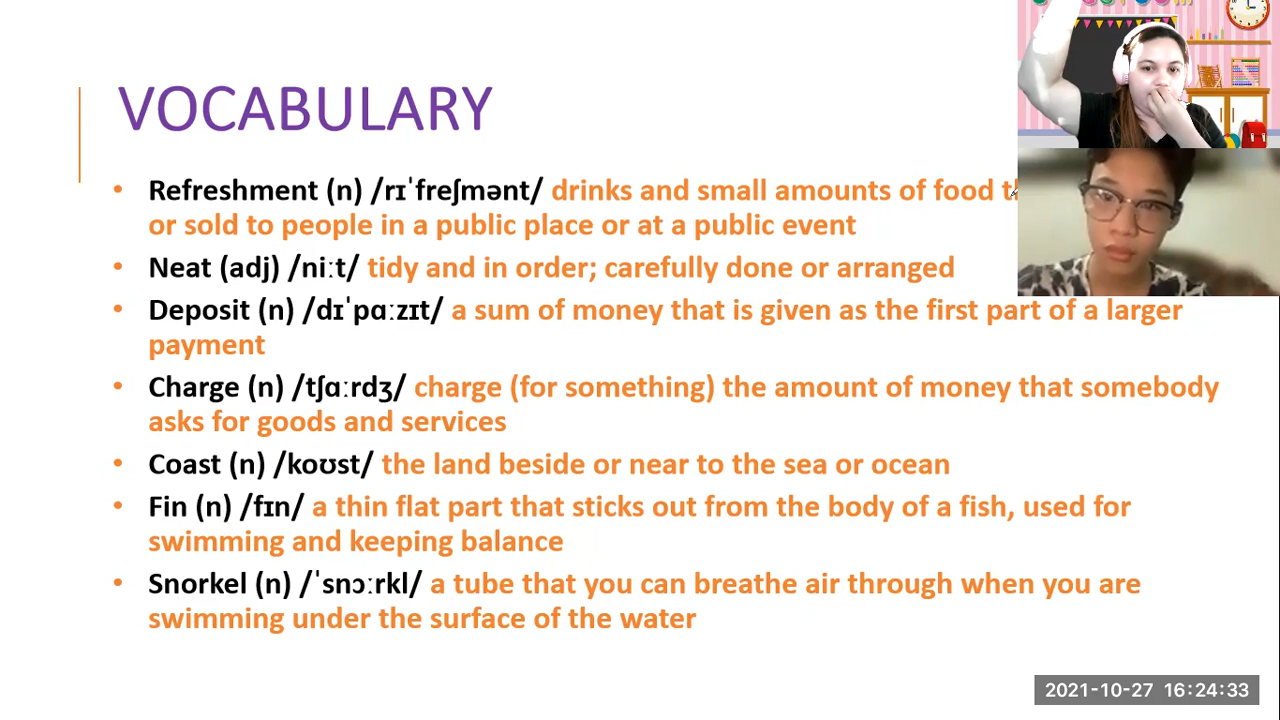 VOCABULARY
• Refreshment (n) /rɪˈfreʃmənt/ drinks and small amounts of food
or sold to people in a public place or at a public event
• Neat (adj) /niːt/ tidy and in order; carefully done or arranged
• Deposit (n) /dɪˈpɑːzɪt/ a sum of money that is given as the first part of a larger
payment
• Charge (n) /tʃɑːrdʒ/ charge (for something) the amount of money that somebody
asks for goods and services
• Coast (n) /koʊst/ the land beside or near to the sea or ocean
• Fin (n) /fɪn/ a thin flat part that sticks out from the body of a fish, used for
swimming and keeping balance
• Snorkel (n) /ˈsnɔːrkl/ a tube that you can breathe air through when you are
swimming under the surface of the water
2021-10-27 16:24:33